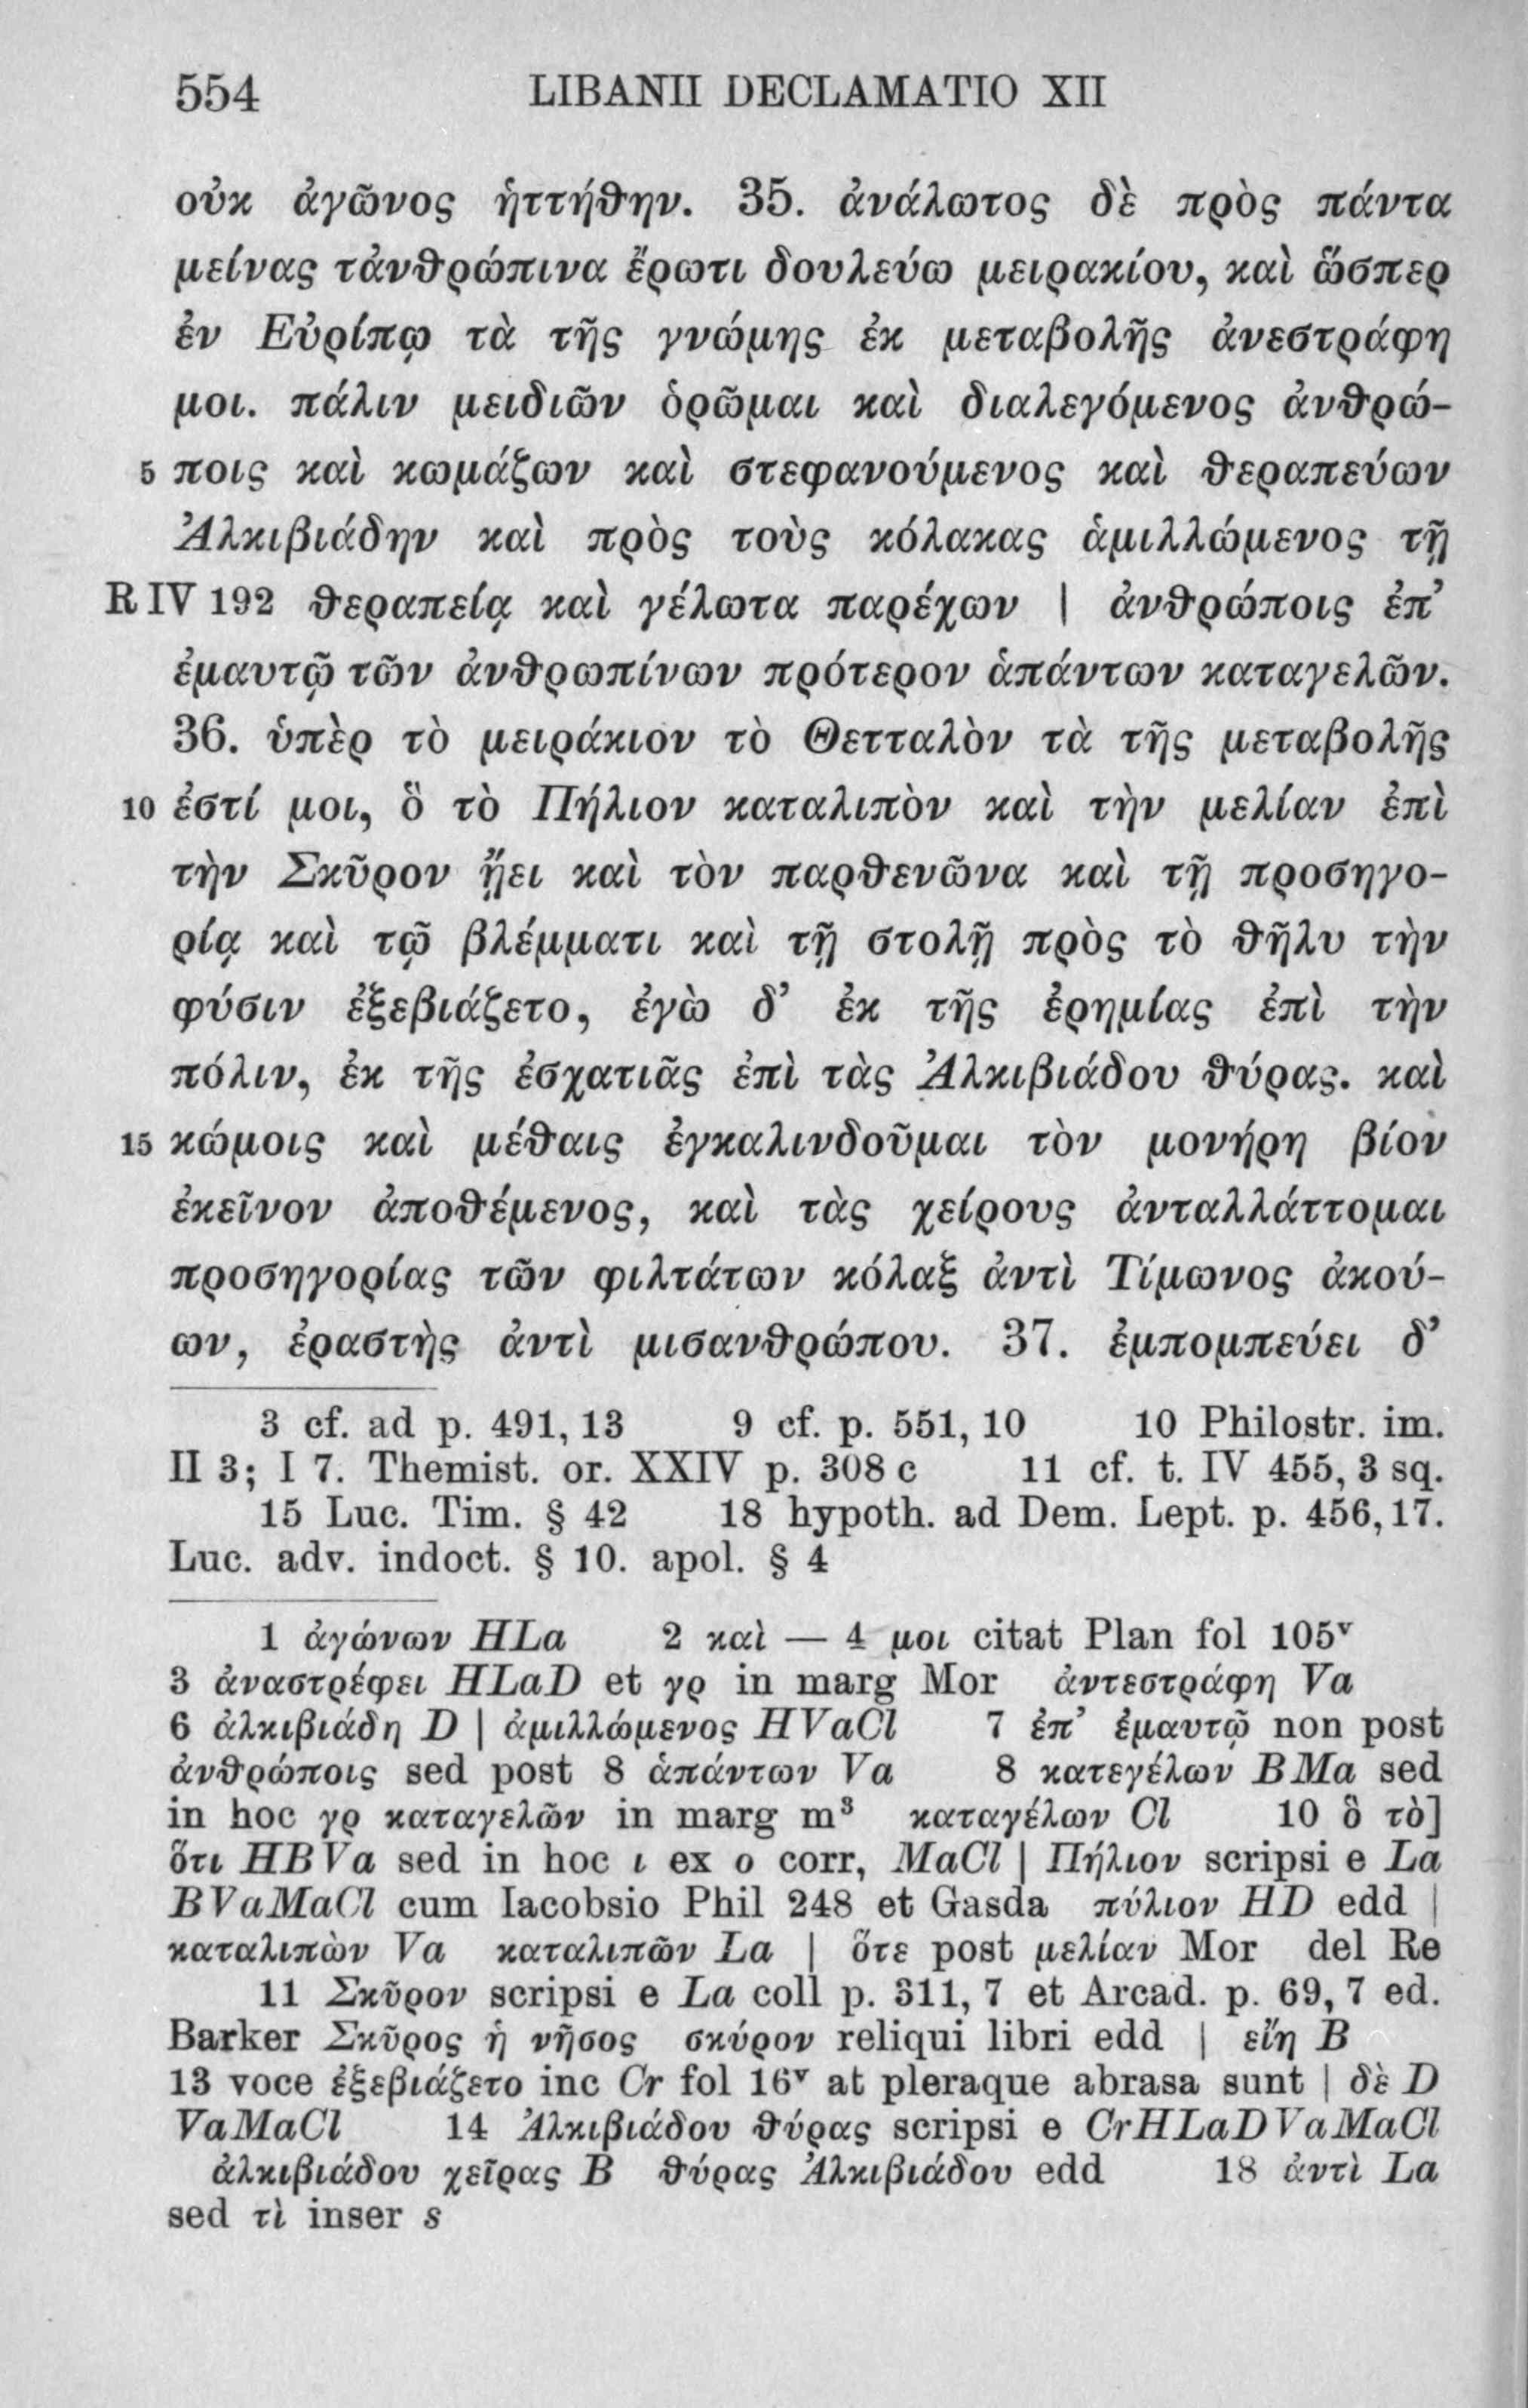 554 LIBANII DECLAMATIO XII
οὐκ ἀγῶνος ἡττήθην. 35. ἀνάλωτος δὲ πρὸς πάντα
μείνας τἀνθρώπινα ἔρωτι δουλεύω μειρακίου, καὶ ὥσπερ
ἐν Εὐρίπῳ τὰ τῆς γνώμης ἐκ μεταβολῆς ἀνεστράφη
μοι. πάλιν μειδιῶν ὁρῶμαι καὶ διαλεγόμενος ἀνθρώ-
5 ποις καὶ κωμάζων καὶ στεφανούμενος καὶ θεραπεύων
Ἀλκιβιάδην καὶ πρὸς τοὺς κόλακας ἁμιλλώμενος τῇ
R IV 192 θεραπείᾳ καὶ γέλωτα παρέχων | ἀνθρώποις ἐπ’
ἐμαυτῷ τῶν ἀνθρωπίνων πρότερον ἁπάντων καταγελῶν.
36. ὑπὲρ τὸ μειράκιον τὸ Θετταλὸν τὰ τῆς μεταβολῆς
10 ἐστί μοι, ὃ τὸ Πήλιον καταλιπὸν καὶ τὴν μελίαν ἐπὶ
τὴν Σκῦρον ᾔει καὶ τὸν παρθενῶνα καὶ τῇ προσηγο-
ρίᾳ καὶ τῷ βλέμματι καὶ τῇ στολῇ πρὸς τὸ θῆλυ τὴν
φύσιν ἐξεβιάζετο, ἐγὼ δ’ ἐκ τῆς ἐρημίας ἐπὶ τὴν
πόλιν, ἐκ τῆς ἐσχατιᾶς ἐπὶ τὰς Ἀλκιβιάδου θύρας. καὶ
15 κώμοις καὶ μέθαις ἐγκαλινδοῦμαι τὸν μονήρη βίον
ἐκεῖνον ἀποθέμενος, καὶ τὰς χείρους ἀνταλλάττομαι
προσηγορίας τῶν φιλτάτων κόλαξ ἀντὶ Τίμωνος ἀκού-
ων, ἐραστὴς ἀντὶ μισανθρώπου. 37. ἐμπομπεύει δ’
3 cf. ad p. 491, 13 9 cf. p. 551, 10 10 Philostr. im.
II 3; I 7. Themist. or. XXIV p. 308 c 11 cf. t. IV 455, 3 sq.
15 Luc. Tim. § 42 18 hypoth. ad Dem. Lept. p. 456, 17.
Luc. adv. indoct. § 10. apol. § 4
1 ἀγώνων HLa 2 καὶ — 4 μοι citat Plan fol 105ᵛ
3 ἀναστρέφει HLaD et γρ in marg Mor ἀντεστράφη Va
6 ἀλκιβιάδη D | ἀμιλλώμενος HVaCl 7 ἐπ’ ἐμαυτῷ non post
ἀνθρώποις sed post 8 ἁπάντων Va 8 κατεγέλων BMa sed
in hoc γρ καταγελῶν in marg m³ καταγέλων Cl 10 ὃ τὸ]
ὅτι HBVa sed in hoc ι ex ο corr, MaCl | Πήλιον scripsi e La
BVaMaCl cum Iacobsio Phil 248 et Gasda πύλιον HD edd |
καταλιπὼν Va καταλιπῶν La | ὅτε post μελίαν Mor del Re
11 Σκῦρον scripsi e La coll p. 311, 7 et Arcad. p. 69, 7 ed.
Barker Σκῦρος ἡ νῆσος σκύρον reliqui libri edd | εἴη B
13 voce ἐξεβιάζετο inc Cr fol 16ᵛ at pleraque abrasa sunt | δὲ D
VaMaCl 14 Ἀλκιβιάδου θύρας scripsi e CrHLaDVaMaCl
ἀλκιβιάδου χεῖρας B θύρας Ἀλκιβιάδου edd 18 ἀντὶ La
sed τὶ inser s